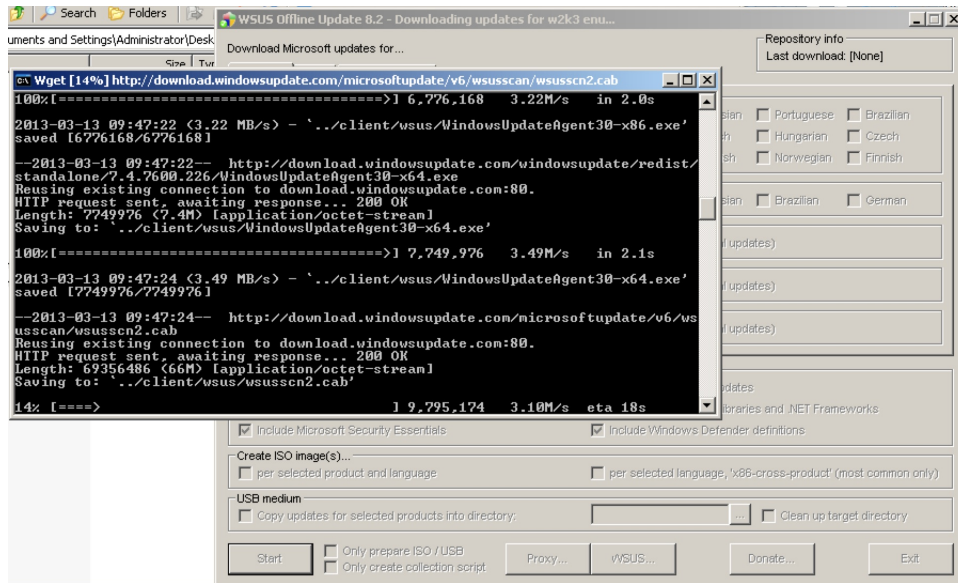 Search Folders
WSUS Offline Update 8.2 - Downloading updates for w2k3 enu...
uments and Settings\Administrator\Desk
Download Microsoft updates for...
Repository info
Last download: [None]
Size
Wget [14%] http://download.windowsupdate.com/microsoftupdate/v6/wsusscan/wsusscn2.cab
100%[======================================>] 6,776,168 3.22M/s in 2.0s
2013-03-13 09:47:22 (3.22 MB/s) - `../client/wsus/WindowsUpdateAgent30-x86.exe'
saved [6776168/6776168]
--2013-03-13 09:47:22-- http://download.windowsupdate.com/windowsupdate/redist/
standalone/7.4.7600.226/WindowsUpdateAgent30-x64.exe
Reusing existing connection to download.windowsupdate.com:80.
HTTP request sent, awaiting response... 200 OK
Length: 7749976 (7.4M) [application/octet-stream]
Saving to: `../client/wsus/WindowsUpdateAgent30-x64.exe'
100%[======================================>] 7,749,976 3.49M/s in 2.1s
2013-03-13 09:47:24 (3.49 MB/s) - `../client/wsus/WindowsUpdateAgent30-x64.exe'
saved [7749976/7749976]
--2013-03-13 09:47:24-- http://download.windowsupdate.com/microsoftupdate/v6/ws
usscan/wsusscn2.cab
Reusing existing connection to download.windowsupdate.com:80.
HTTP request sent, awaiting response... 200 OK
Length: 69356486 (66M) [application/octet-stream]
Saving to: `../client/wsus/wsusscn2.cab'
14% [====> ] 9,795,174 3.10M/s eta 18s
sian Portuguese Brazilian
h Hungarian Czech
sh Norwegian Finnish
sian Brazilian German
l updates)
l updates)
l updates)
pdates
ibraries and .NET Frameworks
Include Microsoft Security Essentials Include Windows Defender definitions
Create ISO image(s)...
per selected product and language per selected language, 'x86-cross-product' (most common only)
USB medium
Copy updates for selected products into directory: ... Clean up target directory
Start Only prepare ISO / USB Proxy... WSUS... Donate... Exit
Only create collection script